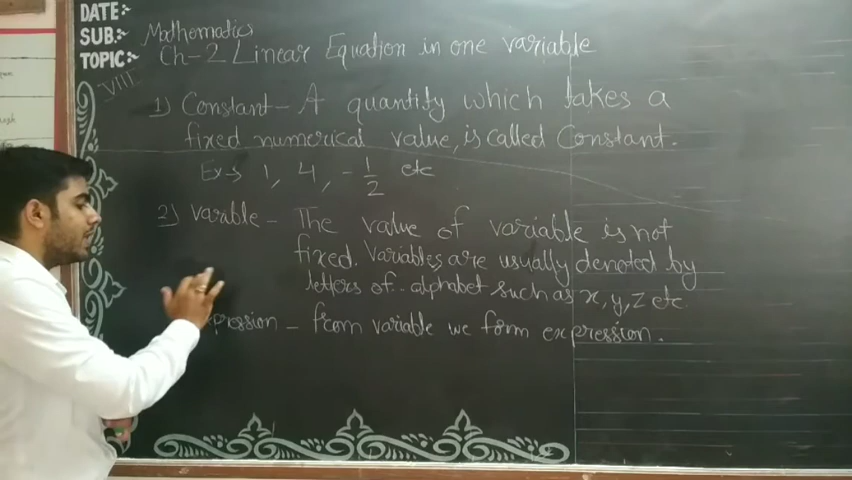 DATE:-
SUB.:- Mathematics
TOPIC:- Ch-2 Linear Equation in one variable
VIII
1) Constant - A quantity which takes a
fixed numerical value, is called Constant.
Ex→ 1, 4, -1/2 etc
2) Varable - The value of variable is not
fixed. Variables are usually denoted by
letters of.. alphabet such as x, y, z etc
pression - from variable we form expression.